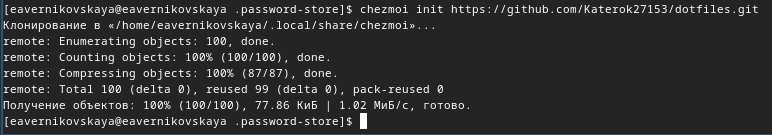 [eavernikovskaya@eavernikovskaya .password-store]$ chezmoi init https://github.com/Katerok27153/dotfiles.git
Клонирование в «/home/eavernikovskaya/.local/share/chezmoi»...
remote: Enumerating objects: 100, done.
remote: Counting objects: 100% (100/100), done.
remote: Compressing objects: 100% (87/87), done.
remote: Total 100 (delta 0), reused 99 (delta 0), pack-reused 0
Получение объектов: 100% (100/100), 77.86 КиБ | 1.02 МиБ/с, готово.
[eavernikovskaya@eavernikovskaya .password-store]$